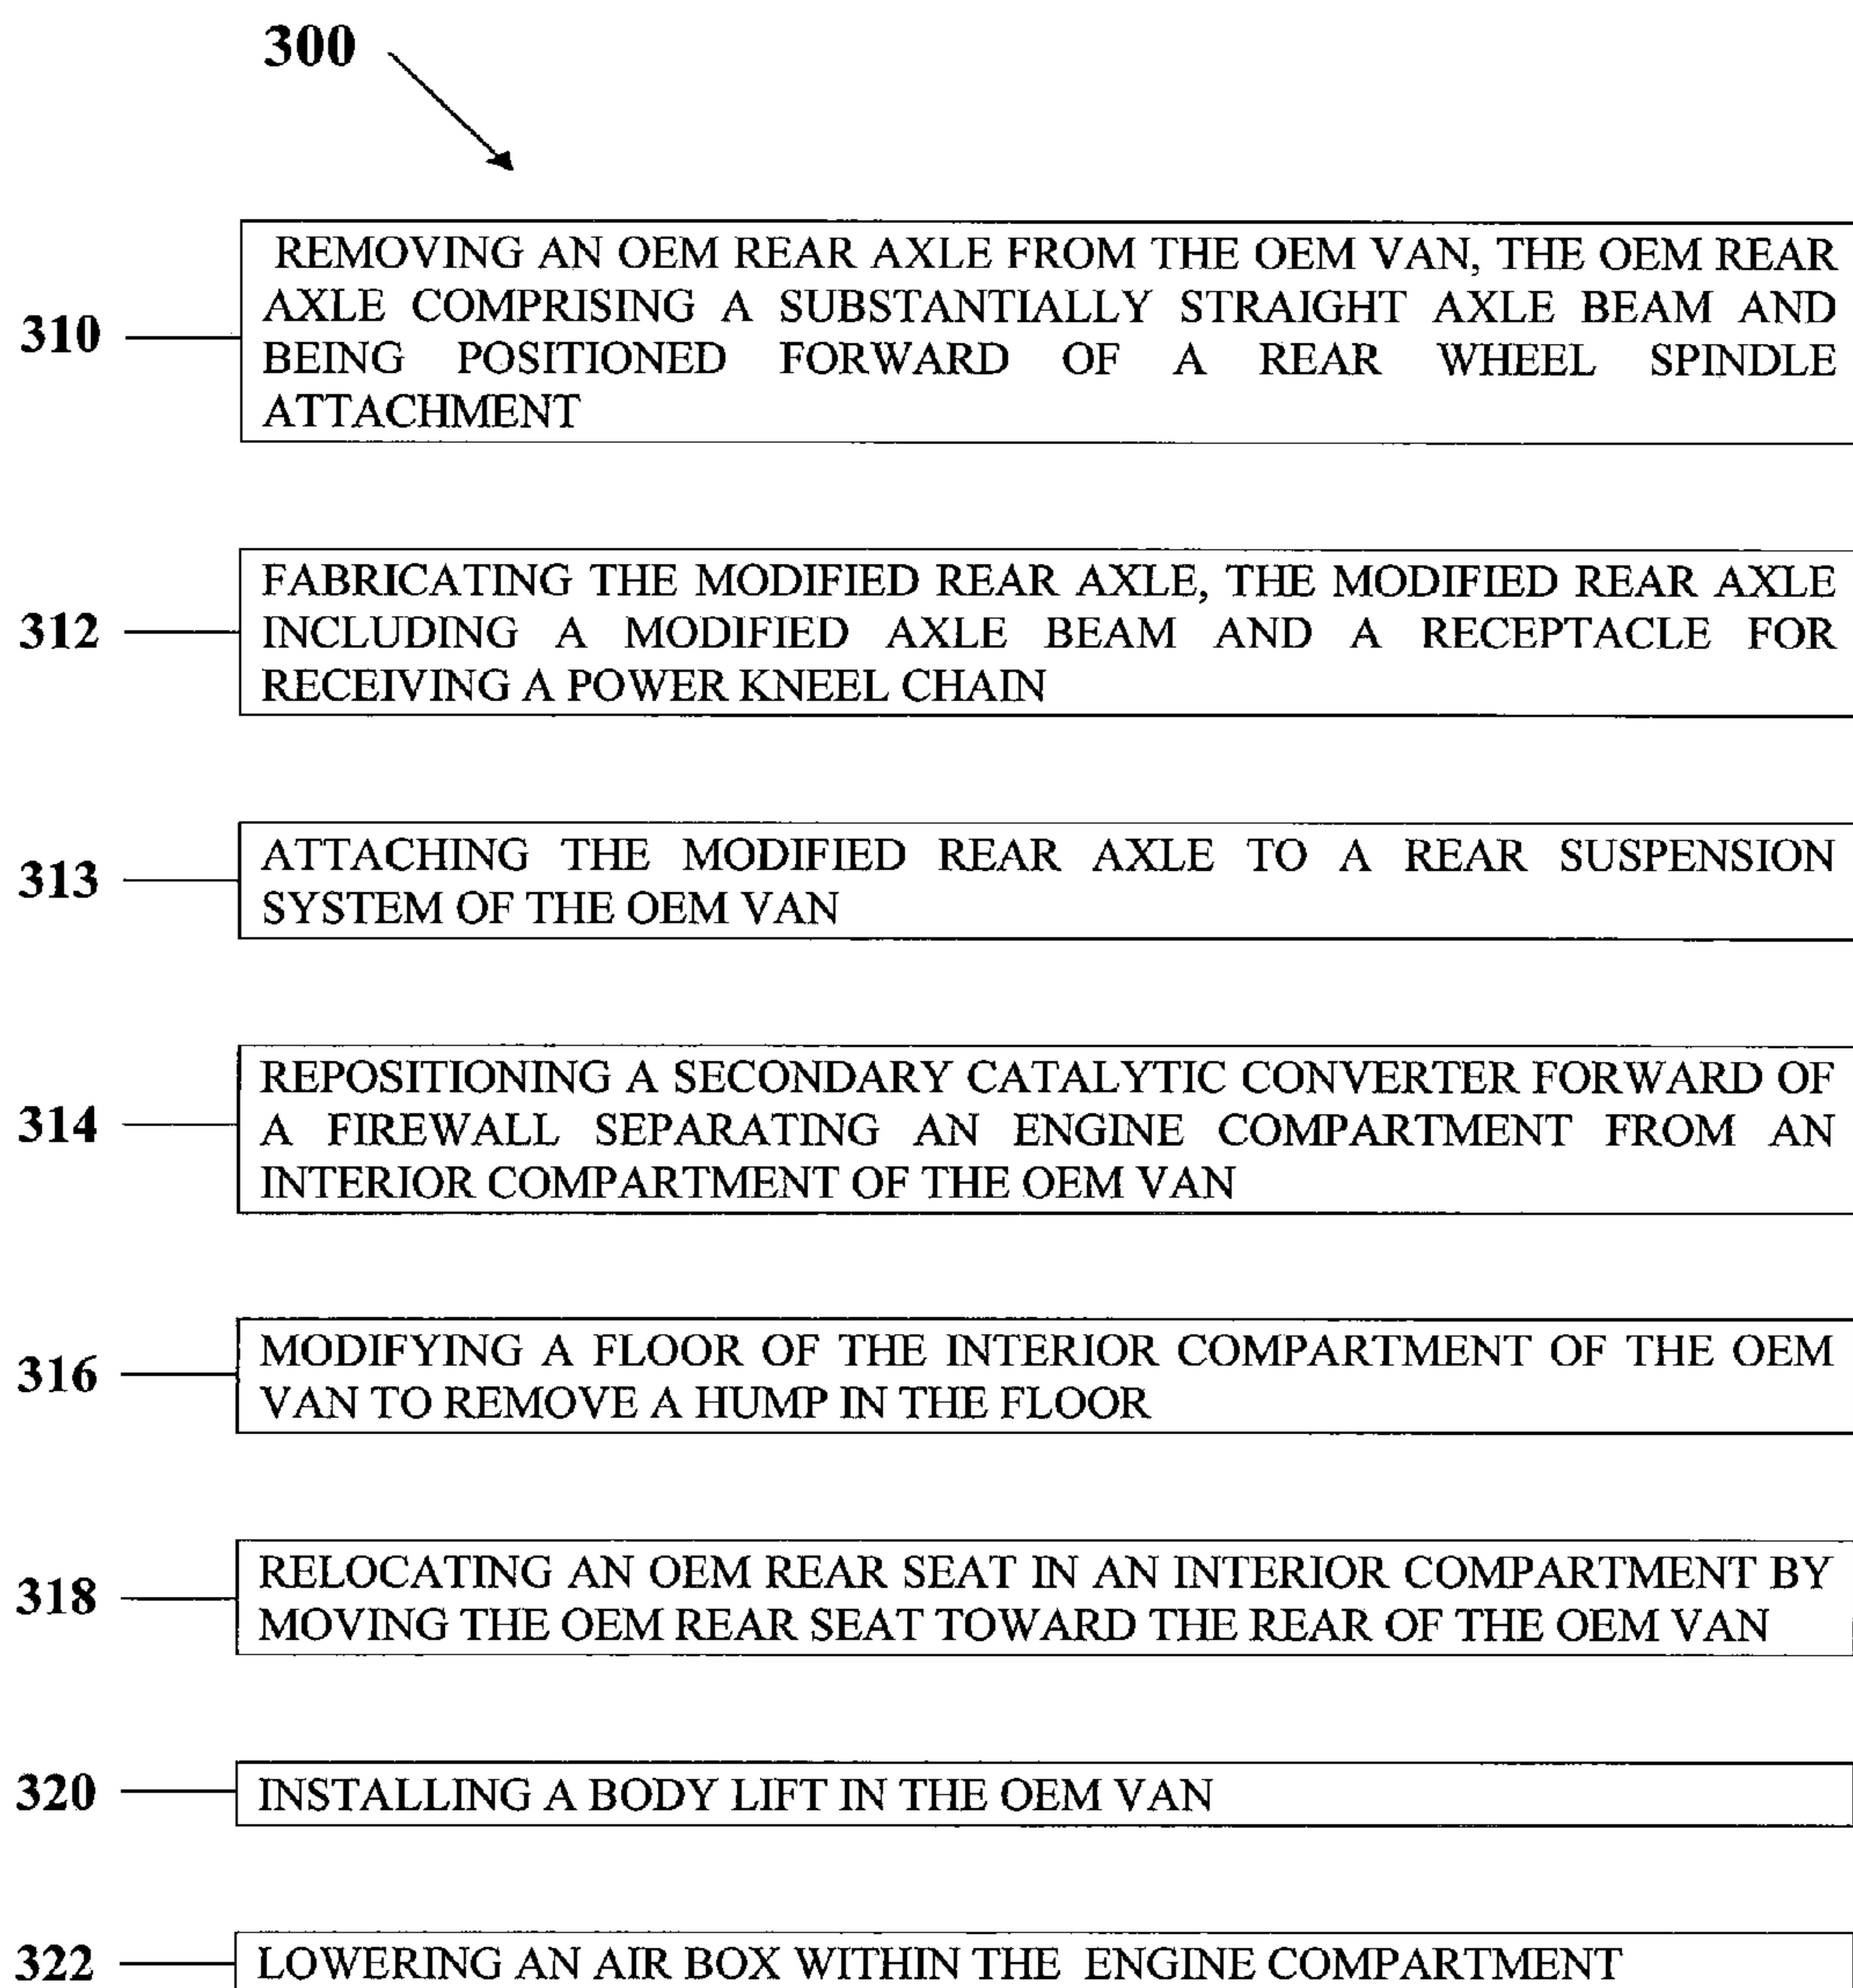 300
310
REMOVING AN OEM REAR AXLE FROM THE OEM VAN, THE OEM REAR
AXLE COMPRISING A SUBSTANTIALLY STRAIGHT AXLE BEAM AND
BEING POSITIONED FORWARD OF A REAR WHEEL SPINDLE
ATTACHMENT
312
FABRICATING THE MODIFIED REAR AXLE, THE MODIFIED REAR AXLE
INCLUDING A MODIFIED AXLE BEAM AND A RECEPTACLE FOR
RECEIVING A POWER KNEEL CHAIN
313
ATTACHING THE MODIFIED REAR AXLE TO A REAR SUSPENSION
SYSTEM OF THE OEM VAN
314
REPOSITIONING A SECONDARY CATALYTIC CONVERTER FORWARD OF
A FIREWALL SEPARATING AN ENGINE COMPARTMENT FROM AN
INTERIOR COMPARTMENT OF THE OEM VAN
316
MODIFYING A FLOOR OF THE INTERIOR COMPARTMENT OF THE OEM
VAN TO REMOVE A HUMP IN THE FLOOR
318
RELOCATING AN OEM REAR SEAT IN AN INTERIOR COMPARTMENT BY
MOVING THE OEM REAR SEAT TOWARD THE REAR OF THE OEM VAN
320
INSTALLING A BODY LIFT IN THE OEM VAN
322
LOWERING AN AIR BOX WITHIN THE ENGINE COMPARTMENT